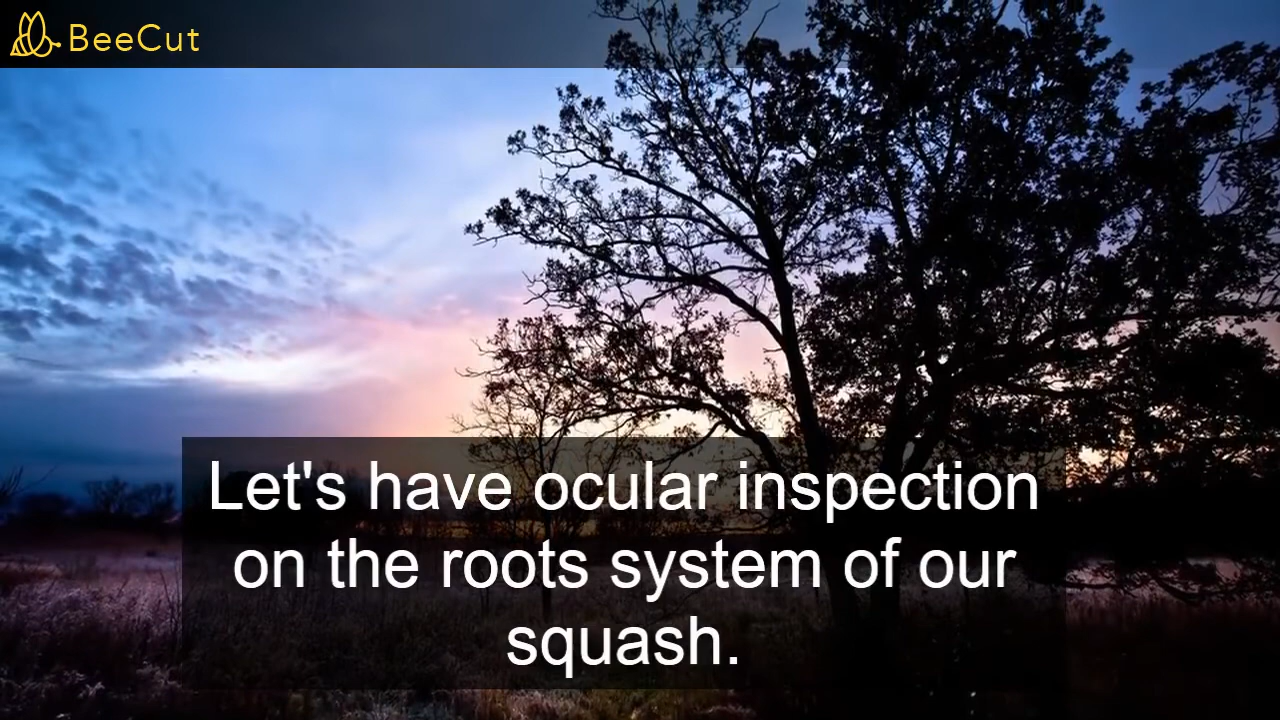 BeeCut
Let's have ocular inspection
on the roots system of our
squash.